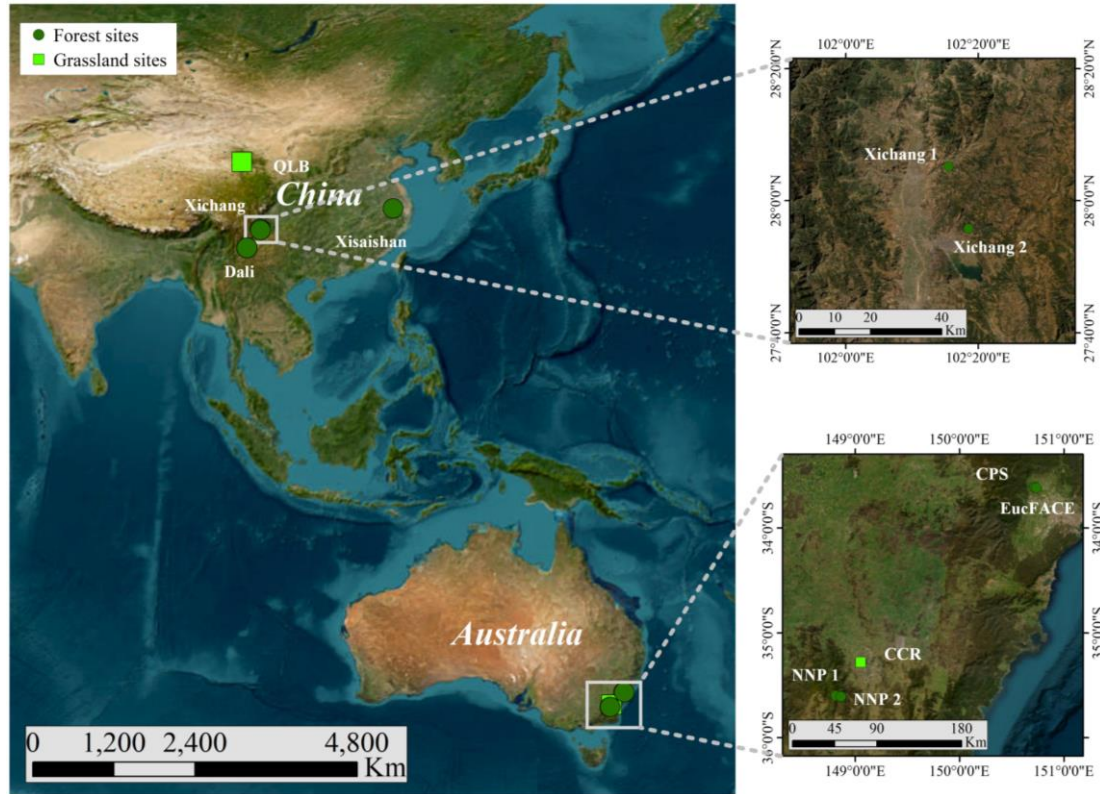 Forest sites
Grassland sites
QLB
China
Xichang
Xisaishan
Dali
Australia
0 1,200 2,400 4,800
Km
102°0'0"E 102°20'0"E
28°20'0"N 28°20'0"N
Xichang 1
28°0'0"N 28°0'0"N
Xichang 2
0 10 20 40
Km
27°40'0"N 27°40'0"N
102°0'0"E 102°20'0"E
149°0'0"E 150°0'0"E 151°0'0"E
CPS
EucFACE
34°0'0"S 34°0'0"S
35°0'0"S 35°0'0"S
CCR
NNP 1
NNP 2
0 45 90 180
Km
36°0'0"S 36°0'0"S
149°0'0"E 150°0'0"E 151°0'0"E